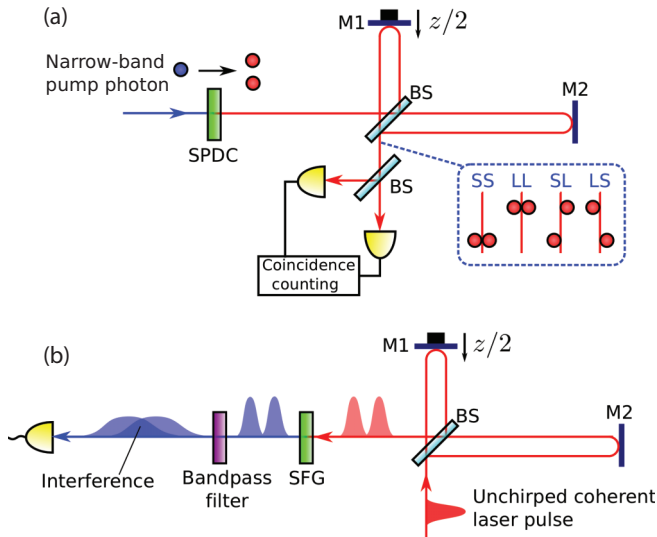 (a)
M1
z/2
Narrow-band
pump photon
BS
M2
SPDC
BS
SS LL SL LS
Coincidence
counting
(b)
M1
z/2
BS
M2
Interference
Bandpass
filter
SFG
Unchirped coherent
laser pulse